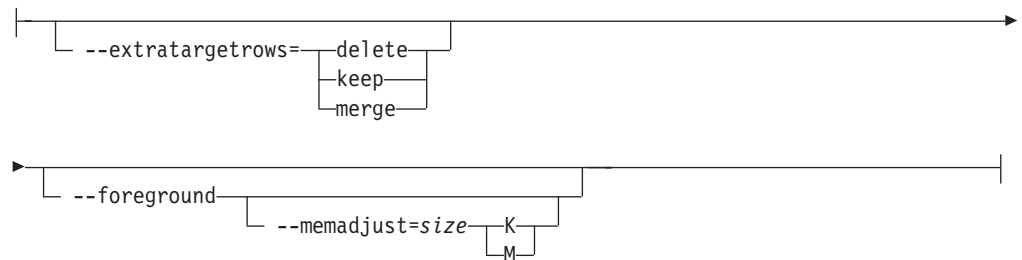 --extratargetrows= delete
keep
merge
--foreground
--memadjust=size K
M